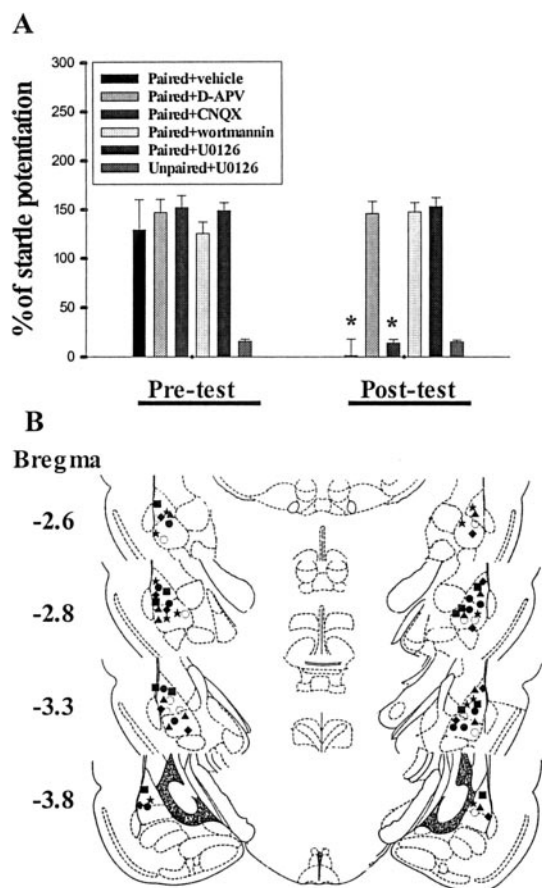 A
% of startle potentiation
300
250
200
150
100
50
0
Paired+vehicle
Paired+D-APV
Paired+CNQX
Paired+wortmannin
Paired+U0126
Unpaired+U0126
* *
Pre-test Post-test
B
Bregma
-2.6
-2.8
-3.3
-3.8